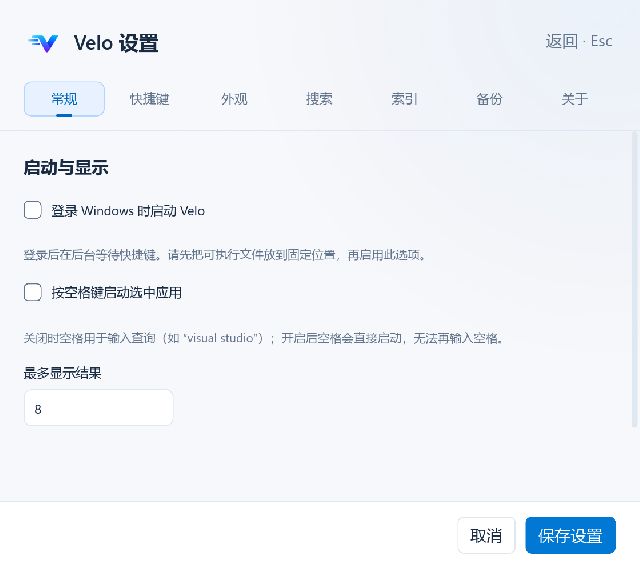 Velo 设置
返回 · Esc
常规 快捷键 外观 搜索 索引 备份 关于
启动与显示
登录 Windows 时启动 Velo
登录后在后台等待快捷键。请先把可执行文件放到固定位置，再启用此选项。
按空格键启动选中应用
关闭时空格用于输入查询（如 "visual studio"）；开启后空格会直接启动，无法再输入空格。
最多显示结果
8
取消 保存设置